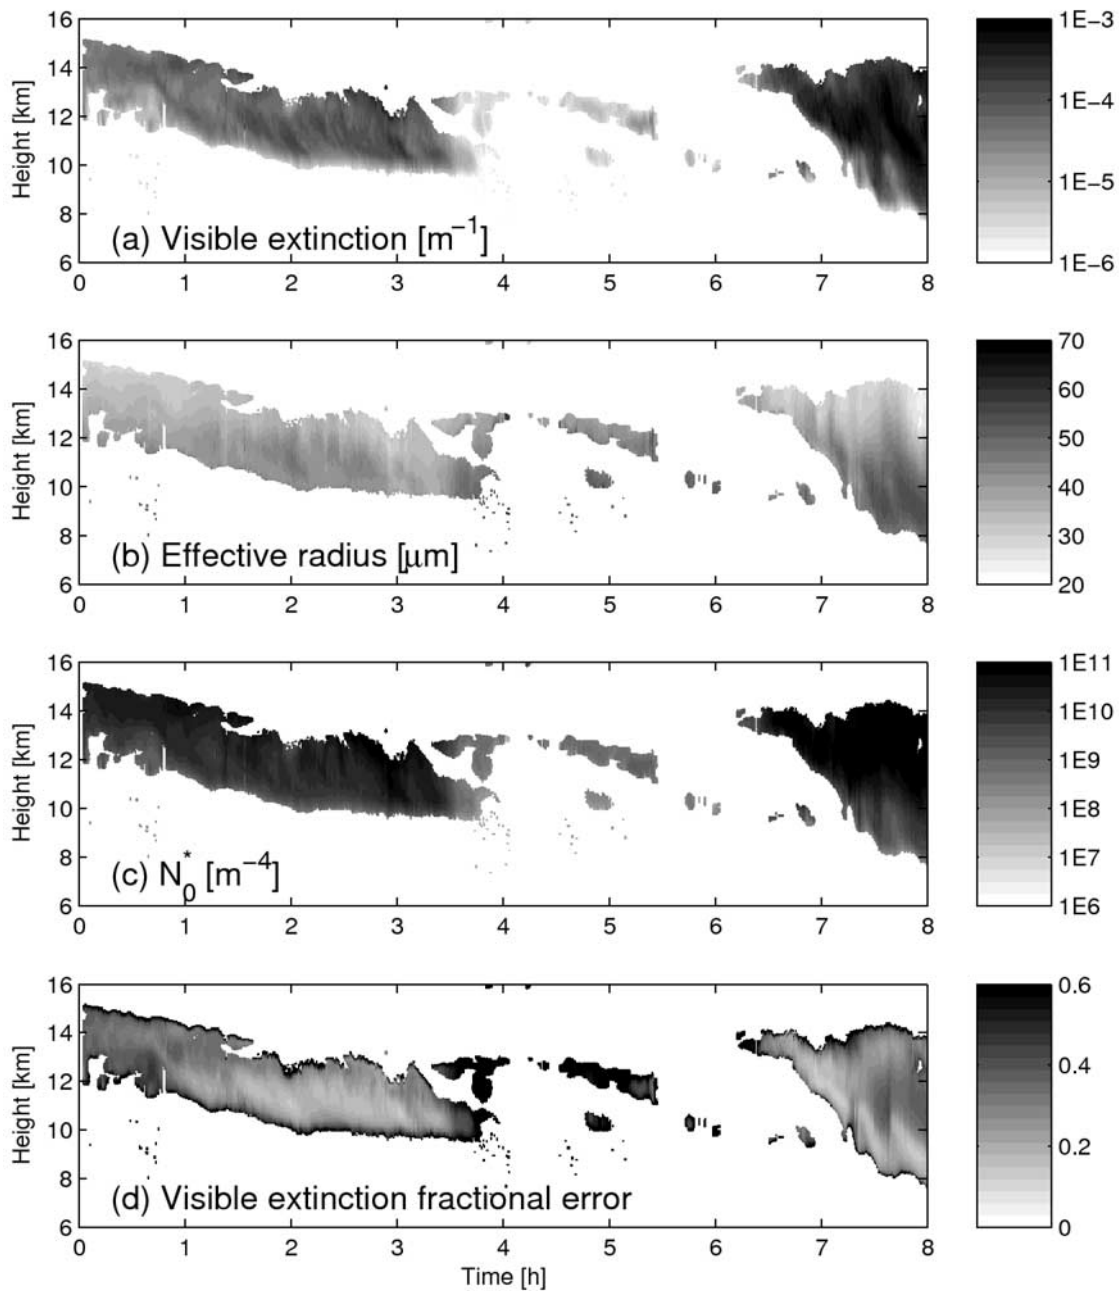 16
14
12
10
8
6
Height [km]
(a) Visible extinction [m⁻¹]
0 1 2 3 4 5 6 7 8
1E−3
1E−4
1E−5
1E−6
16
14
12
10
8
6
Height [km]
(b) Effective radius [μm]
0 1 2 3 4 5 6 7 8
70
60
50
40
30
20
16
14
12
10
8
6
Height [km]
(c) N₀* [m⁻⁴]
0 1 2 3 4 5 6 7 8
1E11
1E10
1E9
1E8
1E7
1E6
16
14
12
10
8
6
Height [km]
(d) Visible extinction fractional error
0 1 2 3 4 5 6 7 8
Time [h]
0.6
0.4
0.2
0